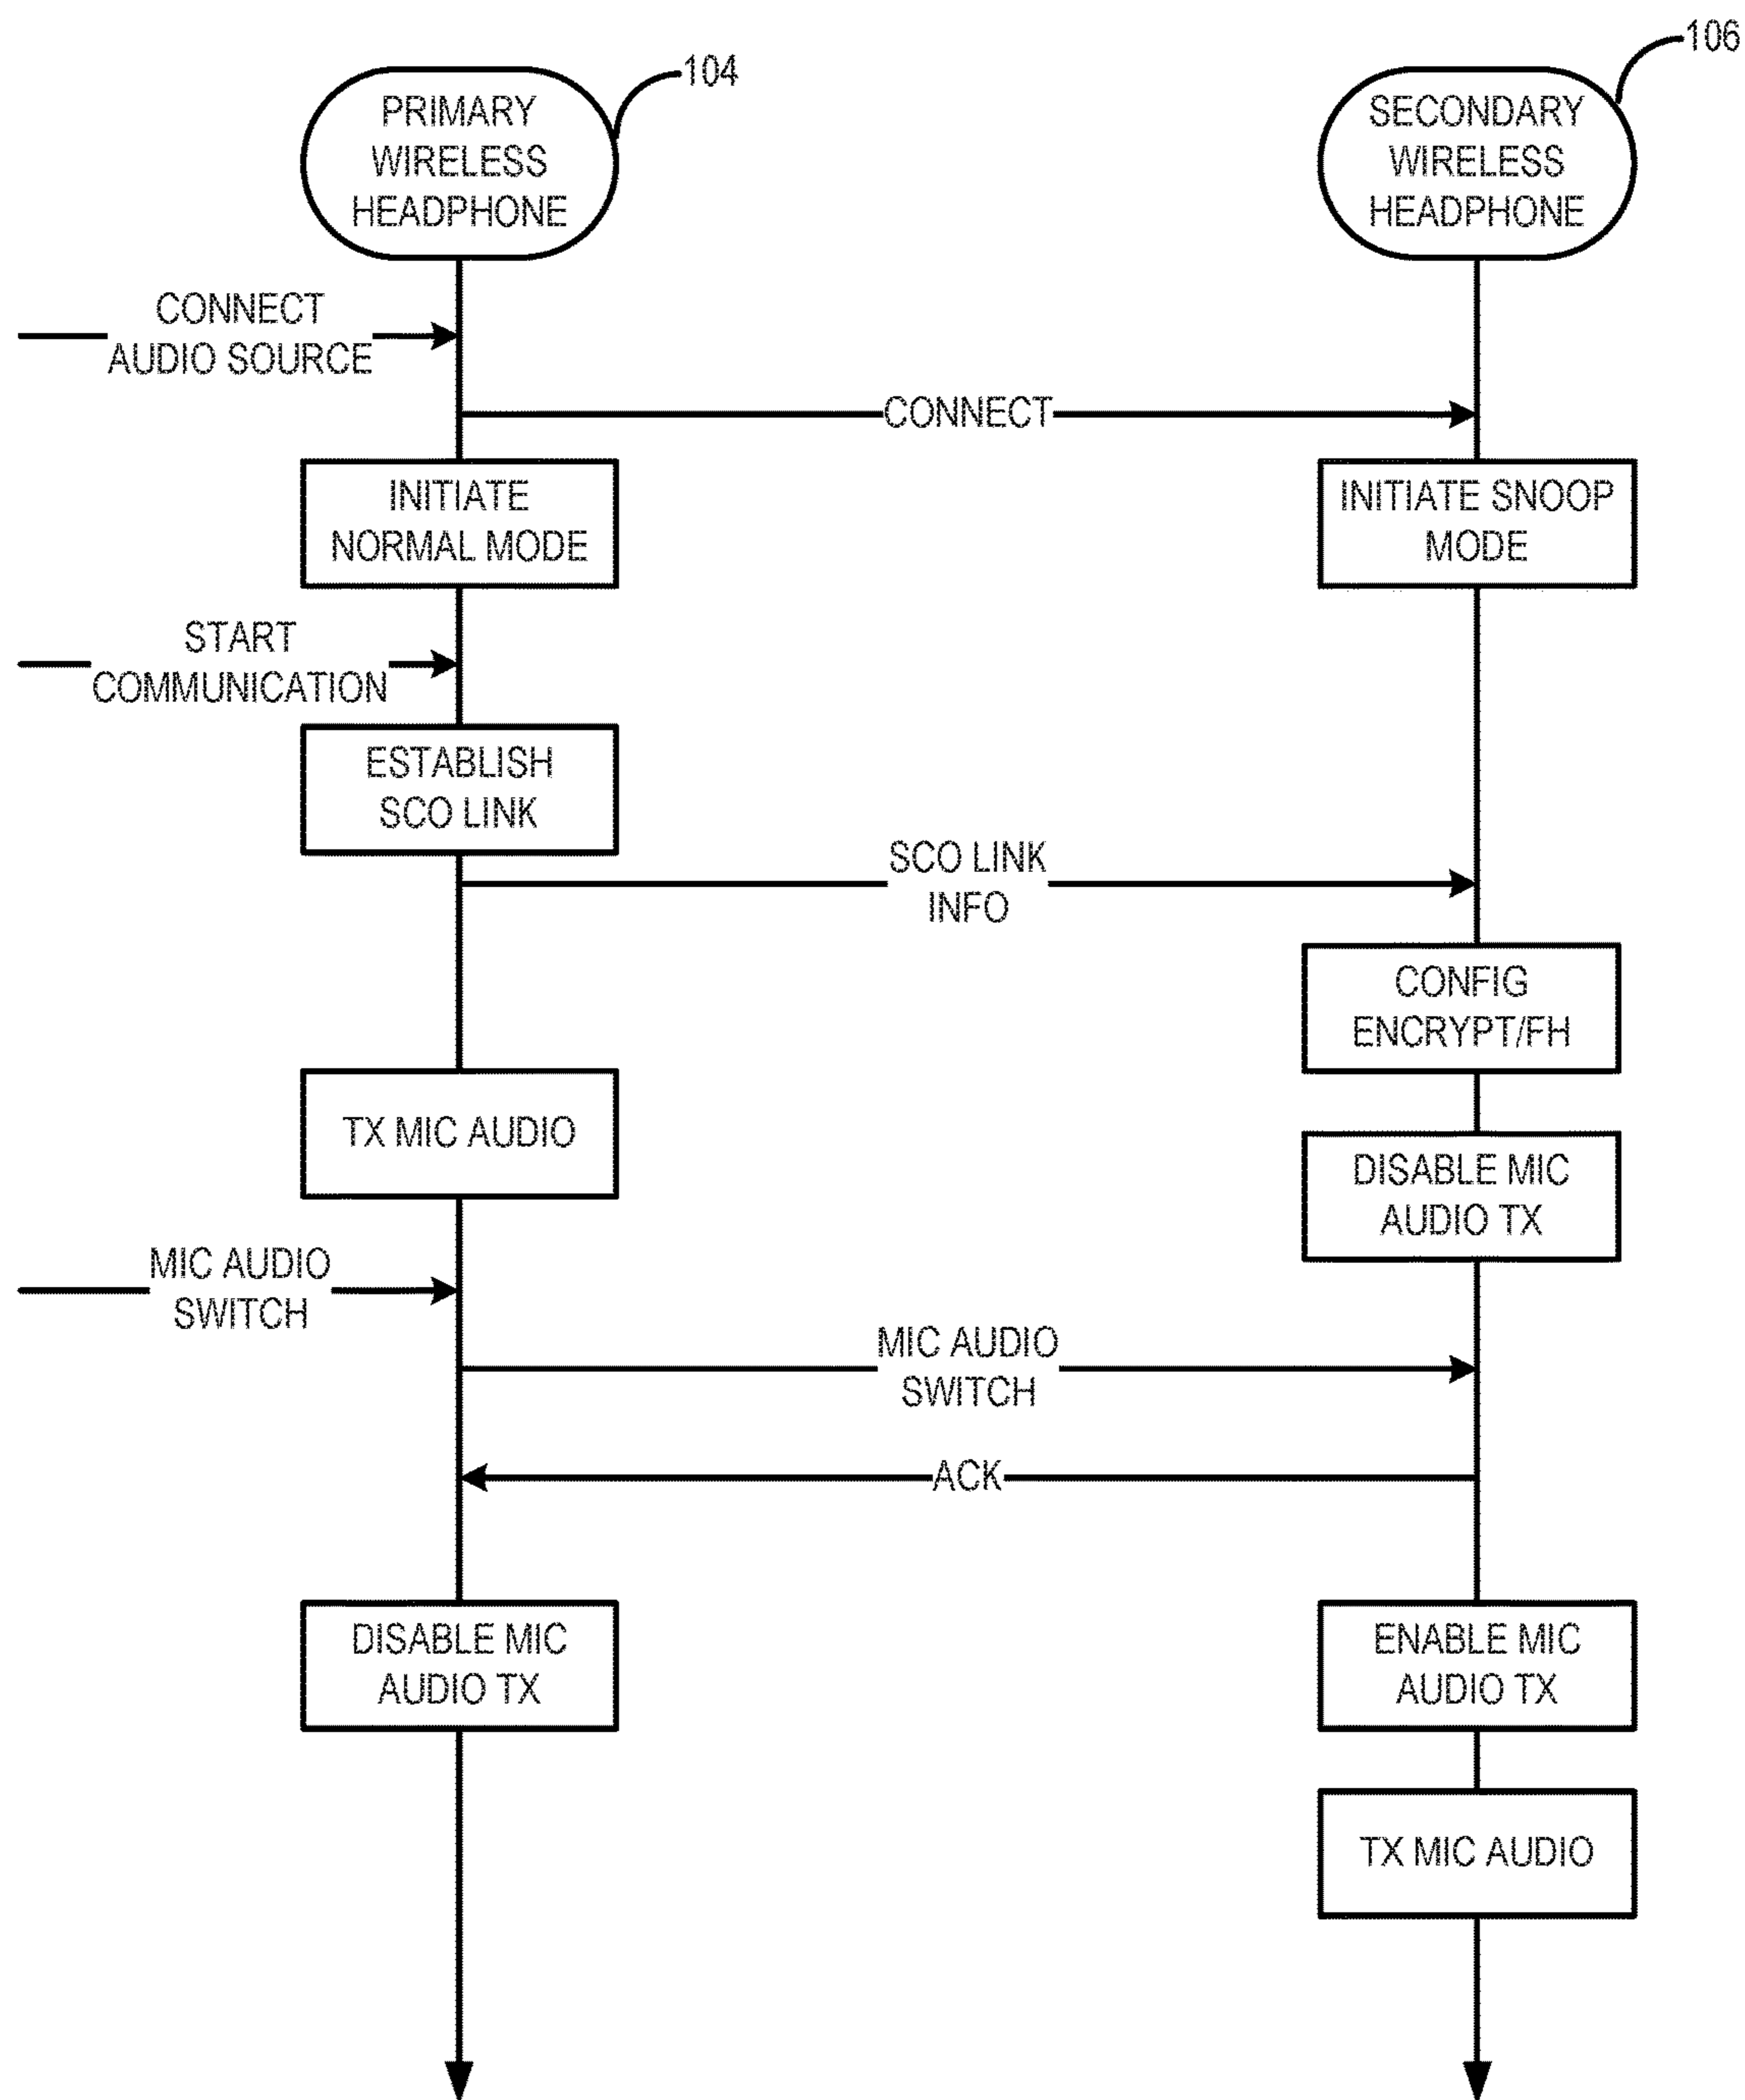 104
PRIMARY
WIRELESS
HEADPHONE
106
SECONDARY
WIRELESS
HEADPHONE
CONNECT
AUDIO SOURCE
CONNECT
INITIATE
NORMAL MODE
INITIATE SNOOP
MODE
START
COMMUNICATION
ESTABLISH
SCO LINK
SCO LINK
INFO
CONFIG
ENCRYPT/FH
TX MIC AUDIO
DISABLE MIC
AUDIO TX
MIC AUDIO
SWITCH
MIC AUDIO
SWITCH
ACK
DISABLE MIC
AUDIO TX
ENABLE MIC
AUDIO TX
TX MIC AUDIO